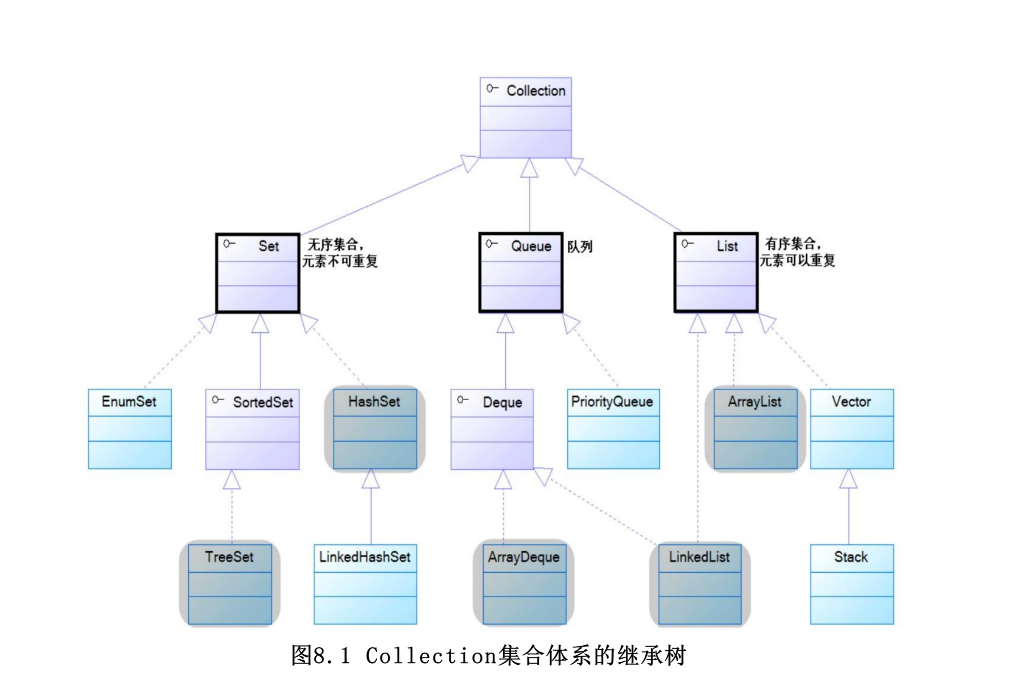 Collection
Set
无序集合，
元素不可重复
Queue
队列
List
有序集合，
元素可以重复
EnumSet
SortedSet
HashSet
Deque
PriorityQueue
ArrayList
Vector
TreeSet
LinkedHashSet
ArrayDeque
LinkedList
Stack
图8.1 Collection集合体系的继承树